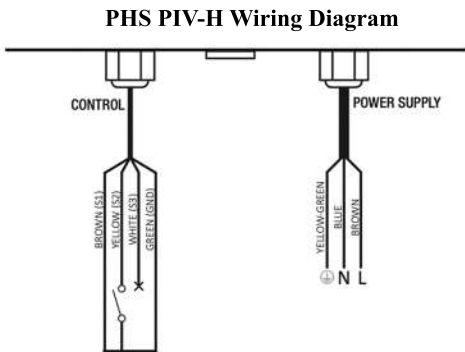 PHS PIV-H Wiring Diagram
CONTROL
POWER SUPPLY
BROWN (S1)
YELLOW (S2)
WHITE (S3)
GREEN (GND)
YELLOW-GREEN
BLUE
BROWN
N L